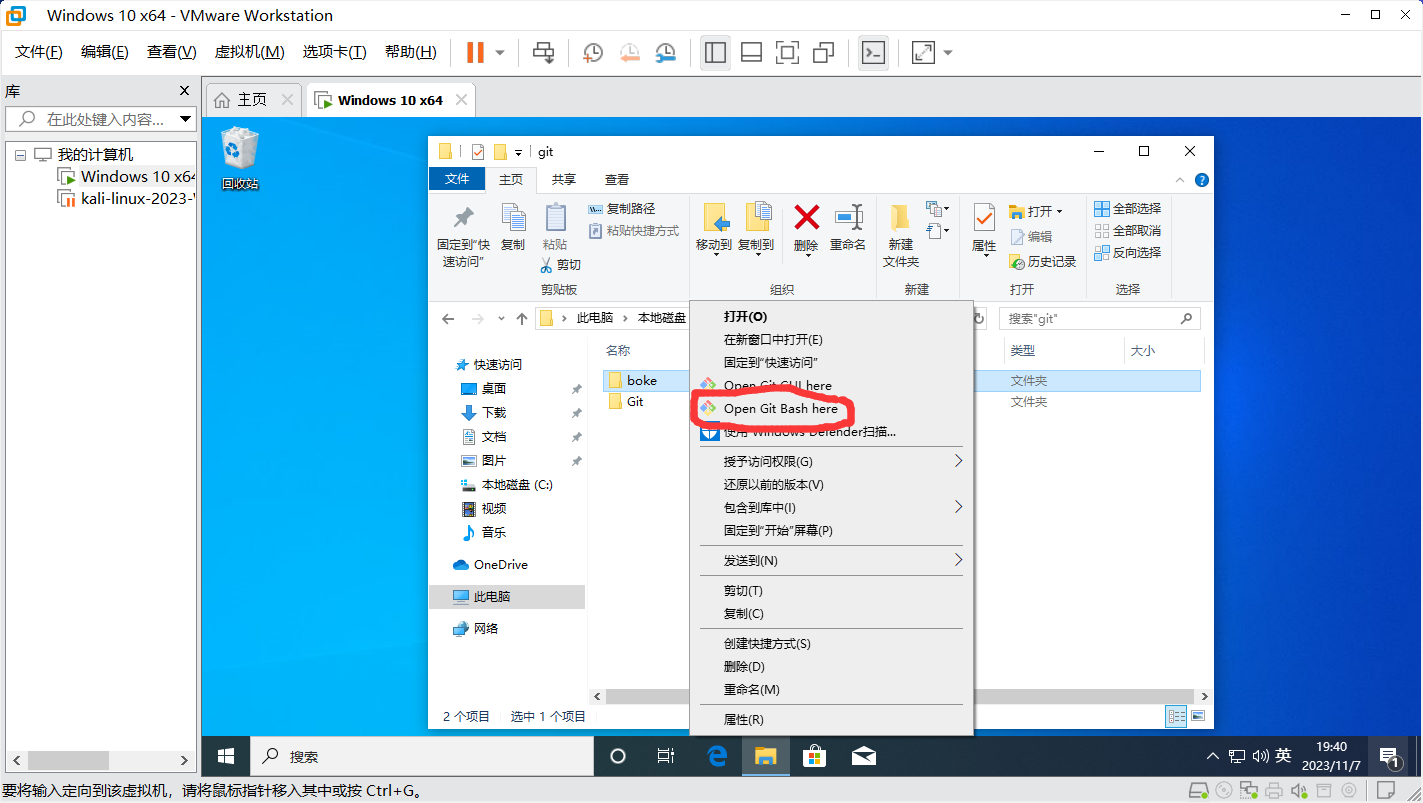 Windows 10 x64 - VMware Workstation
文件(F) 编辑(E) 查看(V) 虚拟机(M) 选项卡(T) 帮助(H)
库
在此处键入内容...
我的计算机
Windows 10 x64
kali-linux-2023-
主页
Windows 10 x64
回收站
git
文件 主页 共享 查看
固定到"快速访问"
复制
粘贴
复制路径
粘贴快捷方式
剪切
剪贴板
移动到
复制到
删除
重命名
组织
新建文件夹
新建
属性
打开
编辑
历史记录
打开
全部选择
全部取消
反向选择
选择
此电脑 本地磁盘
搜索"git"
名称 类型 大小
boke 文件夹
Git 文件夹
快速访问
桌面
下载
文档
图片
本地磁盘 (C:)
视频
音乐
OneDrive
此电脑
网络
2 个项目 选中 1 个项目
打开(O)
在新窗口中打开(E)
固定到"快速访问"
Open Git GUI here
Open Git Bash here
使用 Windows Defender扫描...
授予访问权限(G)
还原以前的版本(V)
包含到库中(I)
固定到"开始"屏幕(P)
发送到(N)
剪切(T)
复制(C)
创建快捷方式(S)
删除(D)
重命名(M)
属性(R)
搜索
英
19:40
2023/11/7
1
要将输入定向到该虚拟机，请将鼠标指针移入其中或按 Ctrl+G。